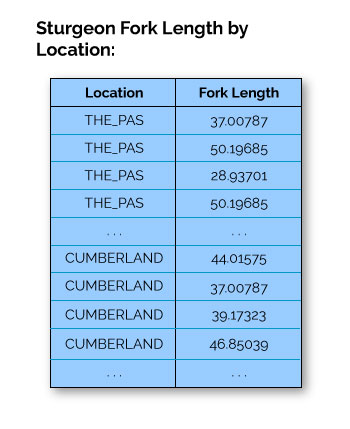 Sturgeon Fork Length by
Location:
Location Fork Length
THE_PAS 37.00787
THE_PAS 50.19685
THE_PAS 28.93701
THE_PAS 50.19685
. . . . . .
CUMBERLAND 44.01575
CUMBERLAND 37.00787
CUMBERLAND 39.17323
CUMBERLAND 46.85039
. . . . . .